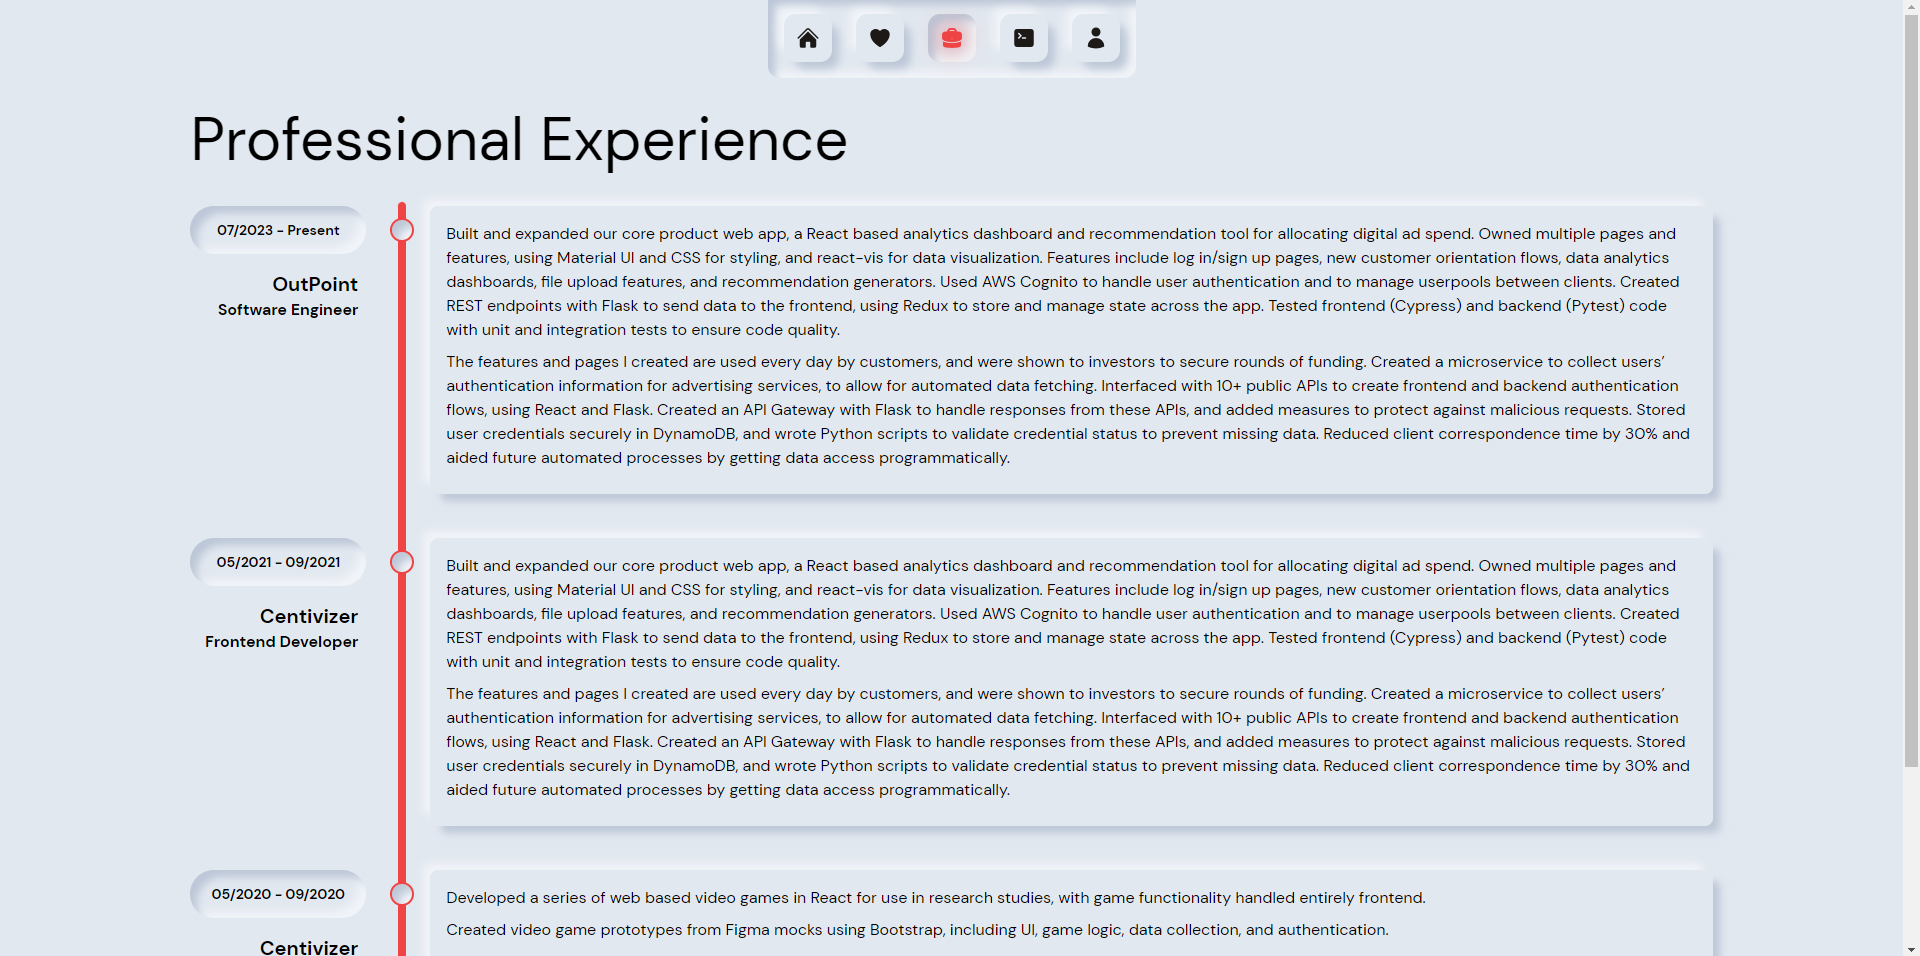 Professional Experience
07/2023 - Present
OutPoint
Software Engineer
Built and expanded our core product web app, a React based analytics dashboard and recommendation tool for allocating digital ad spend. Owned multiple pages and
features, using Material UI and CSS for styling, and react-vis for data visualization. Features include log in/sign up pages, new customer orientation flows, data analytics
dashboards, file upload features, and recommendation generators. Used AWS Cognito to handle user authentication and to manage userpools between clients. Created
REST endpoints with Flask to send data to the frontend, using Redux to store and manage state across the app. Tested frontend (Cypress) and backend (Pytest) code
with unit and integration tests to ensure code quality.
The features and pages I created are used every day by customers, and were shown to investors to secure rounds of funding. Created a microservice to collect users’
authentication information for advertising services, to allow for automated data fetching. Interfaced with 10+ public APIs to create frontend and backend authentication
flows, using React and Flask. Created an API Gateway with Flask to handle responses from these APIs, and added measures to protect against malicious requests. Stored
user credentials securely in DynamoDB, and wrote Python scripts to validate credential status to prevent missing data. Reduced client correspondence time by 30% and
aided future automated processes by getting data access programmatically.
05/2021 - 09/2021
Centivizer
Frontend Developer
Built and expanded our core product web app, a React based analytics dashboard and recommendation tool for allocating digital ad spend. Owned multiple pages and
features, using Material UI and CSS for styling, and react-vis for data visualization. Features include log in/sign up pages, new customer orientation flows, data analytics
dashboards, file upload features, and recommendation generators. Used AWS Cognito to handle user authentication and to manage userpools between clients. Created
REST endpoints with Flask to send data to the frontend, using Redux to store and manage state across the app. Tested frontend (Cypress) and backend (Pytest) code
with unit and integration tests to ensure code quality.
The features and pages I created are used every day by customers, and were shown to investors to secure rounds of funding. Created a microservice to collect users’
authentication information for advertising services, to allow for automated data fetching. Interfaced with 10+ public APIs to create frontend and backend authentication
flows, using React and Flask. Created an API Gateway with Flask to handle responses from these APIs, and added measures to protect against malicious requests. Stored
user credentials securely in DynamoDB, and wrote Python scripts to validate credential status to prevent missing data. Reduced client correspondence time by 30% and
aided future automated processes by getting data access programmatically.
05/2020 - 09/2020
Centivizer
Developed a series of web based video games in React for use in research studies, with game functionality handled entirely frontend.
Created video game prototypes from Figma mocks using Bootstrap, including UI, game logic, data collection, and authentication.